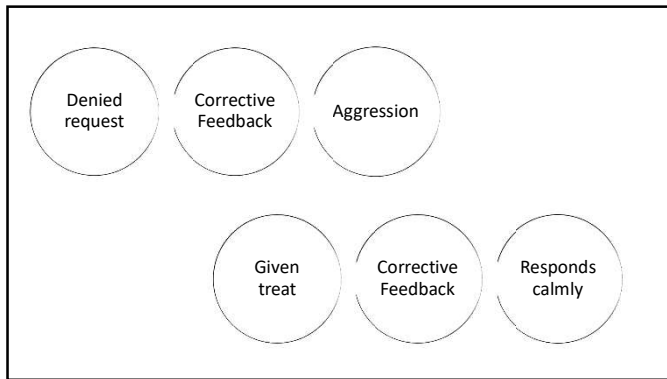 Denied
request
Corrective
Feedback
Aggression
Given
treat
Corrective
Feedback
Responds
calmly